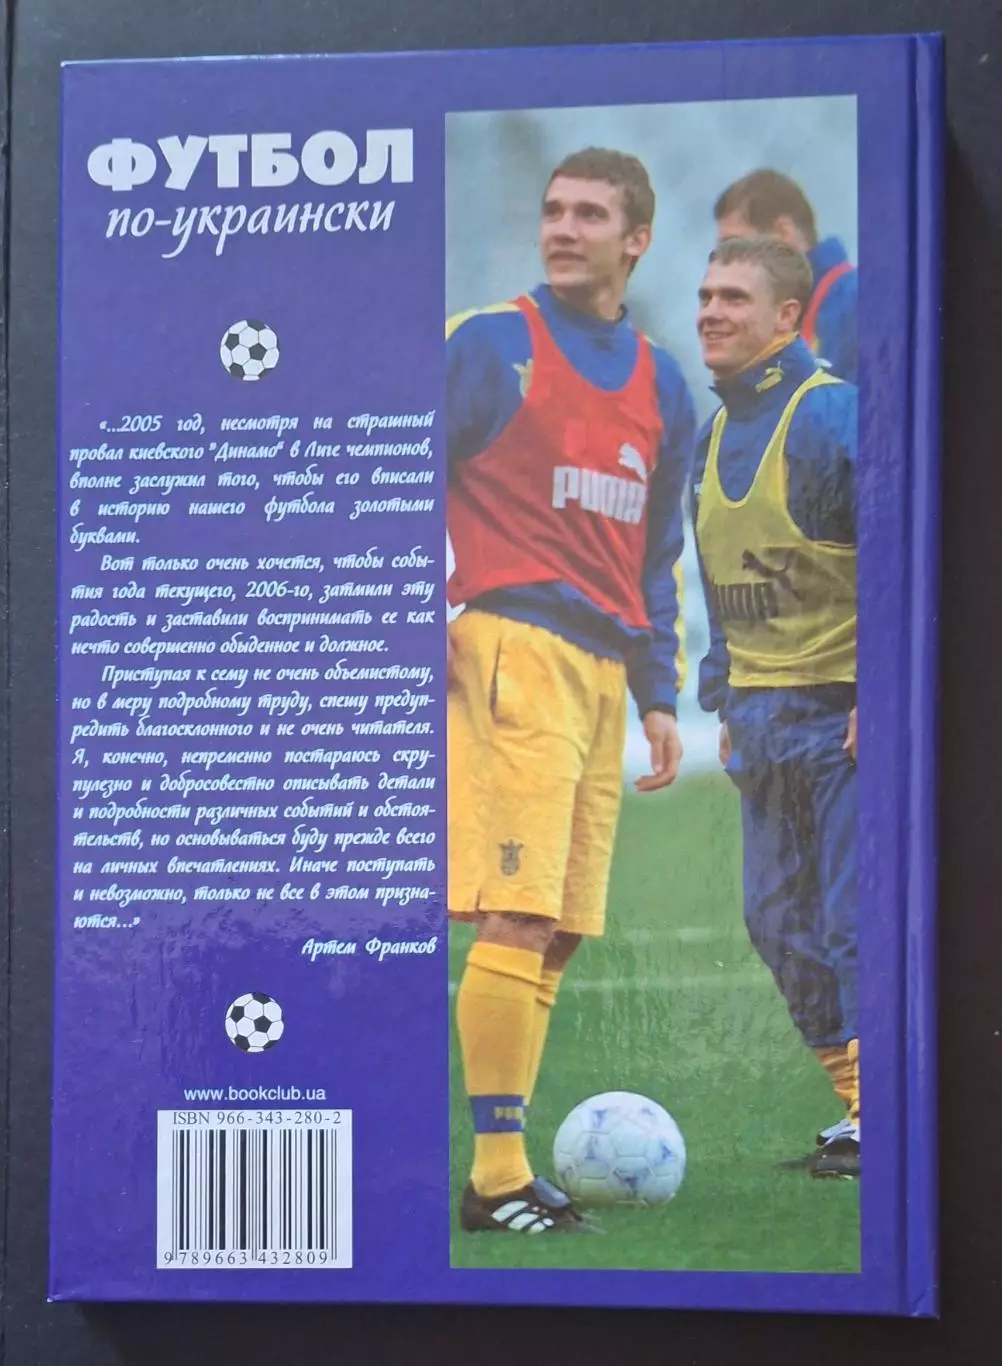 ФУТБОЛ
по-украински
«...2005 год, несмотря на страшный
провал киевского "Динамо" в Лиге чемпионов,
вполне заслужил того, чтобы его вписали
в историю нашего футбола золотыми
буквами.
Вот только очень хочется, чтобы собы-
тия года текущего, 2006-го, затмили эту
радость и заставили воспринимать ее как
нечто совершенно обыденное и должное.
Приступая к сему не очень объемистому,
но в меру подробному труду, спешу предуп-
редить благосклонного и не очень читателя.
Я, конечно, непременно постараюсь скру-
пулезно и добросовестно описывать детали
и подробности различных событий и обсто-
ятельств, но основываться буду прежде всего
на личных впечатлениях. Иначе поступать
и невозможно, только не все в этом призна-
ются...»
Артем Франков
www.bookclub.ua
ISBN 966-343-280-2
9 789663 432809
PUMA
PUMA